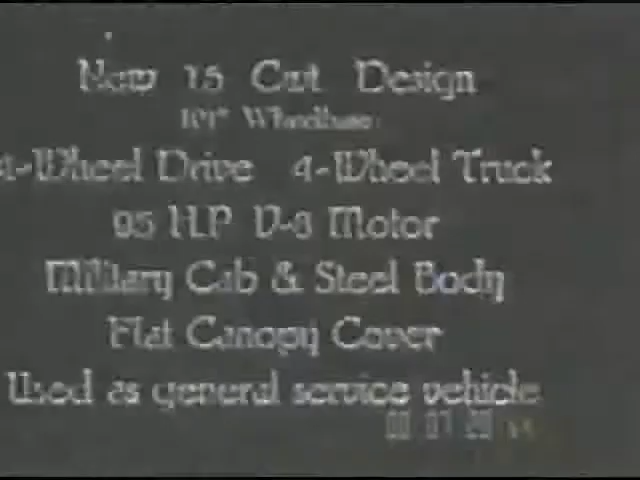 New 15 Cwt Design
101" Wheelbase
4-Wheel Drive 4-Wheel Truck
95 H.P V-8 Motor
Military Cab & Steel Body
Flat Canopy Cover
Used as general service vehicle